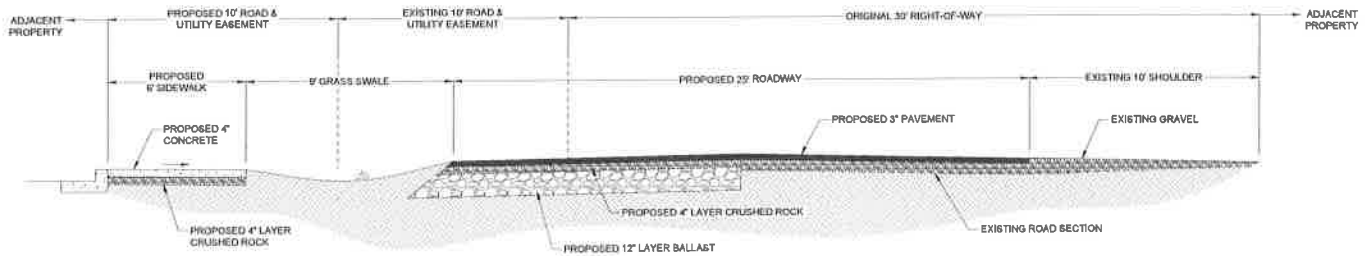 ADJACENT
PROPERTY
PROPOSED 10' ROAD &
UTILITY EASEMENT
EXISTING 10' ROAD &
UTILITY EASEMENT
ORIGINAL 30' RIGHT-OF-WAY
ADJACENT
PROPERTY
PROPOSED
6' SIDEWALK
9' GRASS SWALE
PROPOSED 25' ROADWAY
EXISTING 10' SHOULDER
PROPOSED 4"
CONCRETE
PROPOSED 3" PAVEMENT
EXISTING GRAVEL
PROPOSED 4" LAYER
CRUSHED ROCK
PROPOSED 4" LAYER CRUSHED ROCK
EXISTING ROAD SECTION
PROPOSED 12" LAYER BALLAST